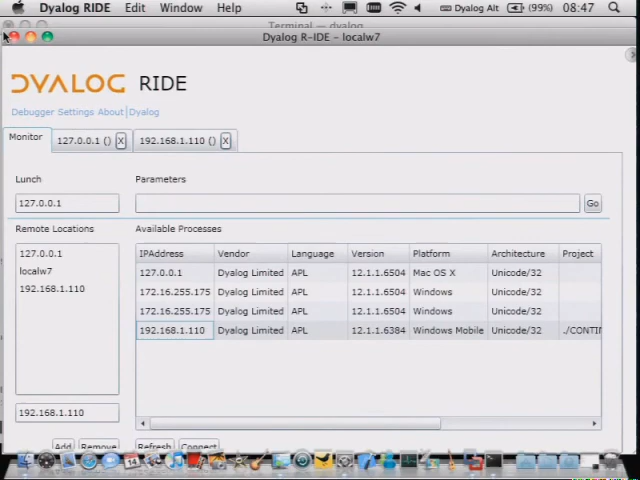 Dyalog RIDE Edit Window Help Dyalog Alt (99%) 08:47
Terminal — dyalog
Dyalog R-IDE - localw7
DYALOG RIDE
Debugger Settings About Dyalog
Monitor 127.0.0.1 () X 192.168.1.110 () X
Lunch Parameters
127.0.0.1 Go
Remote Locations Available Processes
127.0.0.1
localw7
192.168.1.110
IPAddress Vendor Language Version Platform Architecture Project
127.0.0.1 Dyalog Limited APL 12.1.1.6504 Mac OS X Unicode/32
172.16.255.175 Dyalog Limited APL 12.1.1.6504 Windows Unicode/32
172.16.255.175 Dyalog Limited APL 12.1.1.6504 Windows Unicode/32
192.168.1.110 Dyalog Limited APL 12.1.1.6384 Windows Mobile Unicode/32 ./CONTIN
192.168.1.110
Add Remove Refresh Connect
14